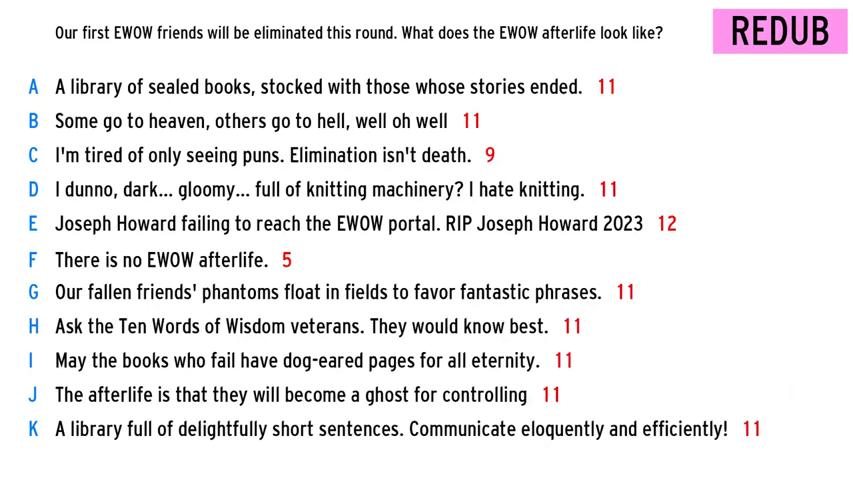 Our first EWOW friends will be eliminated this round. What does the EWOW afterlife look like?
REDUB
A A library of sealed books, stocked with those whose stories ended. 11
B Some go to heaven, others go to hell, well oh well 11
C I'm tired of only seeing puns. Elimination isn't death. 9
D I dunno, dark... gloomy... full of knitting machinery? I hate knitting. 11
E Joseph Howard failing to reach the EWOW portal. RIP Joseph Howard 2023 12
F There is no EWOW afterlife. 5
G Our fallen friends' phantoms float in fields to favor fantastic phrases. 11
H Ask the Ten Words of Wisdom veterans. They would know best. 11
I May the books who fail have dog-eared pages for all eternity. 11
J The afterlife is that they will become a ghost for controlling 11
K A library full of delightfully short sentences. Communicate eloquently and efficiently! 11